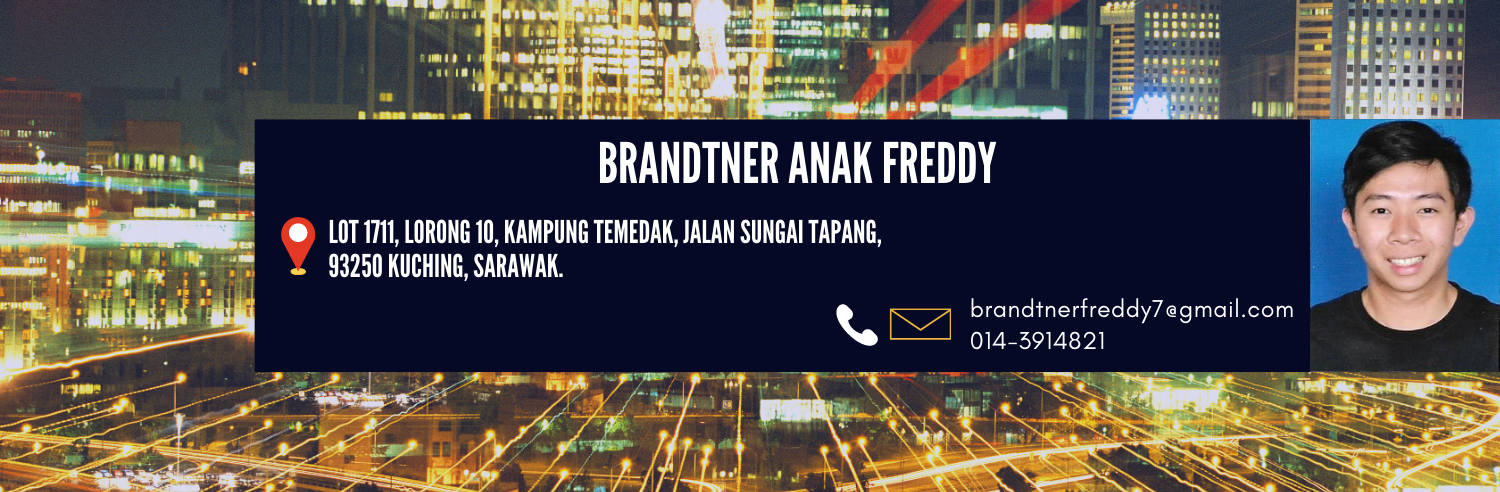 BRANDTNER ANAK FREDDY
LOT 1711, LORONG 10, KAMPUNG TEMEDAK, JALAN SUNGAI TAPANG,
93250 KUCHING, SARAWAK.
brandtnerfreddy7@gmail.com
014-3914821